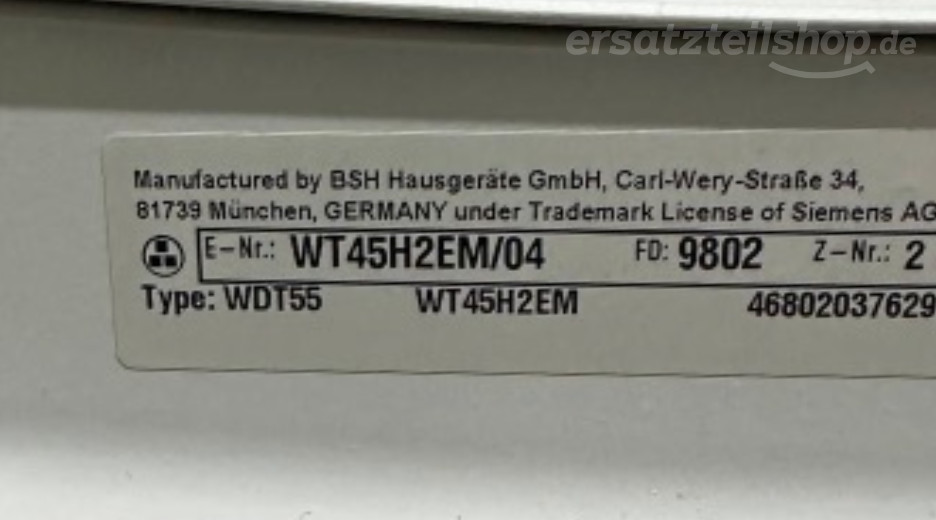 ersatzteilshop.de
Manufactured by BSH Hausgeräte GmbH, Carl-Wery-Straße 34,
81739 München, GERMANY under Trademark License of Siemens AG
E-Nr.: WT45H2EM/04 FD: 9802 Z-Nr.: 2
Type: WDT55 WT45H2EM 46802037629